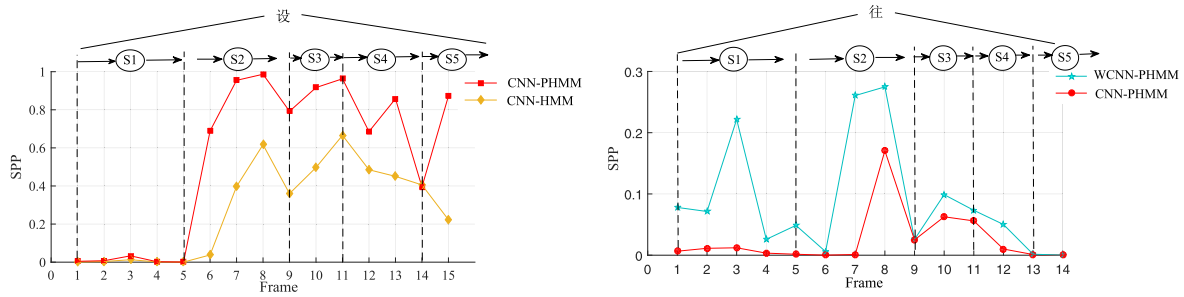 设
S1 S2 S3 S4 S5
1
0.8
0.6
0.4
0.2
0
SPP
0 1 2 3 4 5 6 7 8 9 10 11 12 13 14 15
Frame
CNN-PHMM
CNN-HMM
往
S1 S2 S3 S4 S5
0.3
0.2
0.1
0
SPP
0 1 2 3 4 5 6 7 8 9 10 11 12 13 14
Frame
WCNN-PHMM
CNN-PHMM